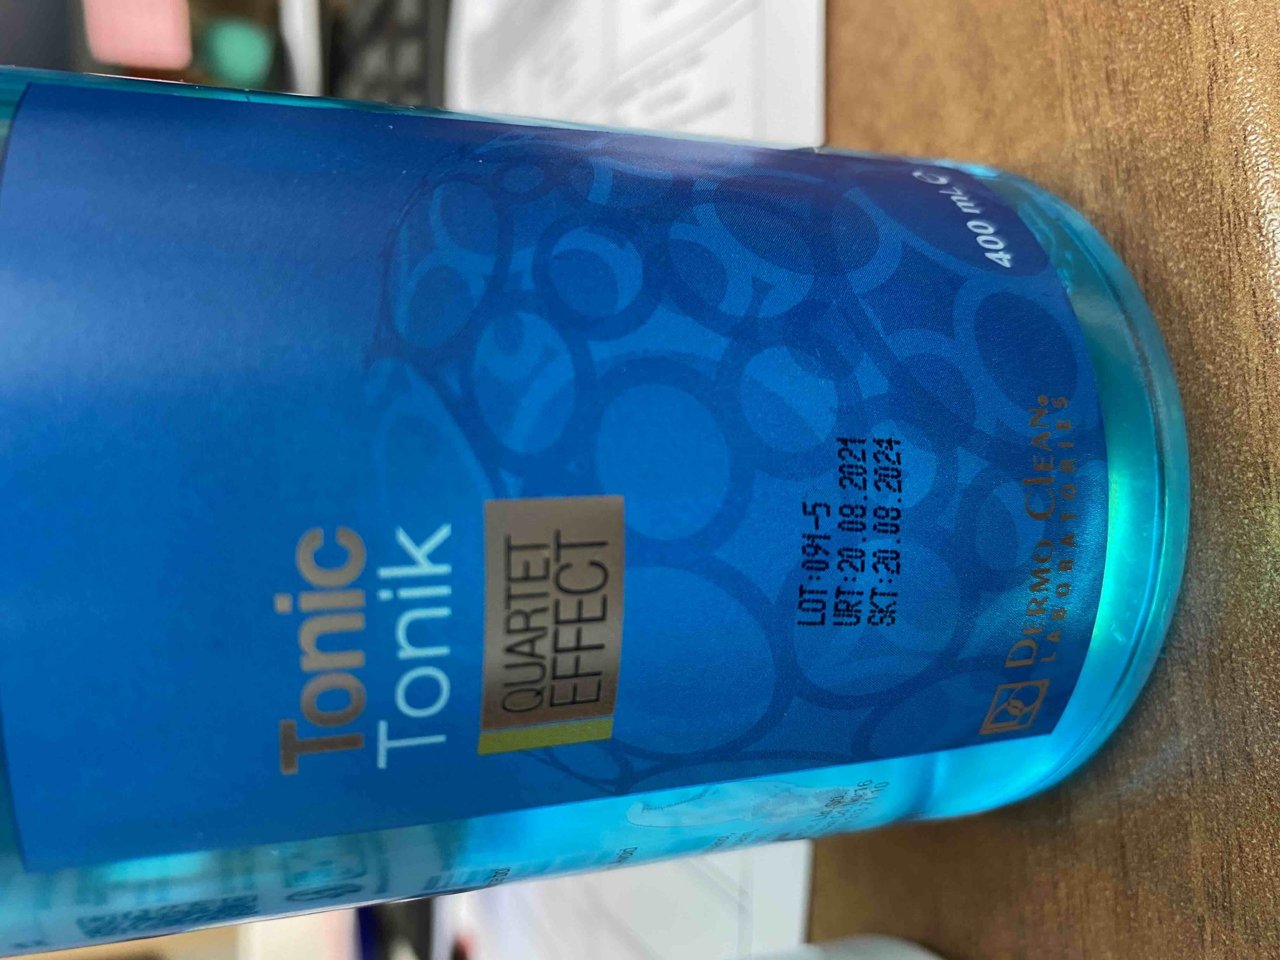 Tonic
Tonik
QUARTET
EFFECT
LOT:091-5
URT:20.08.2021
SKT:20.08.2024
400 mL ℮
DERMO CLEAN®
LABORATORIES